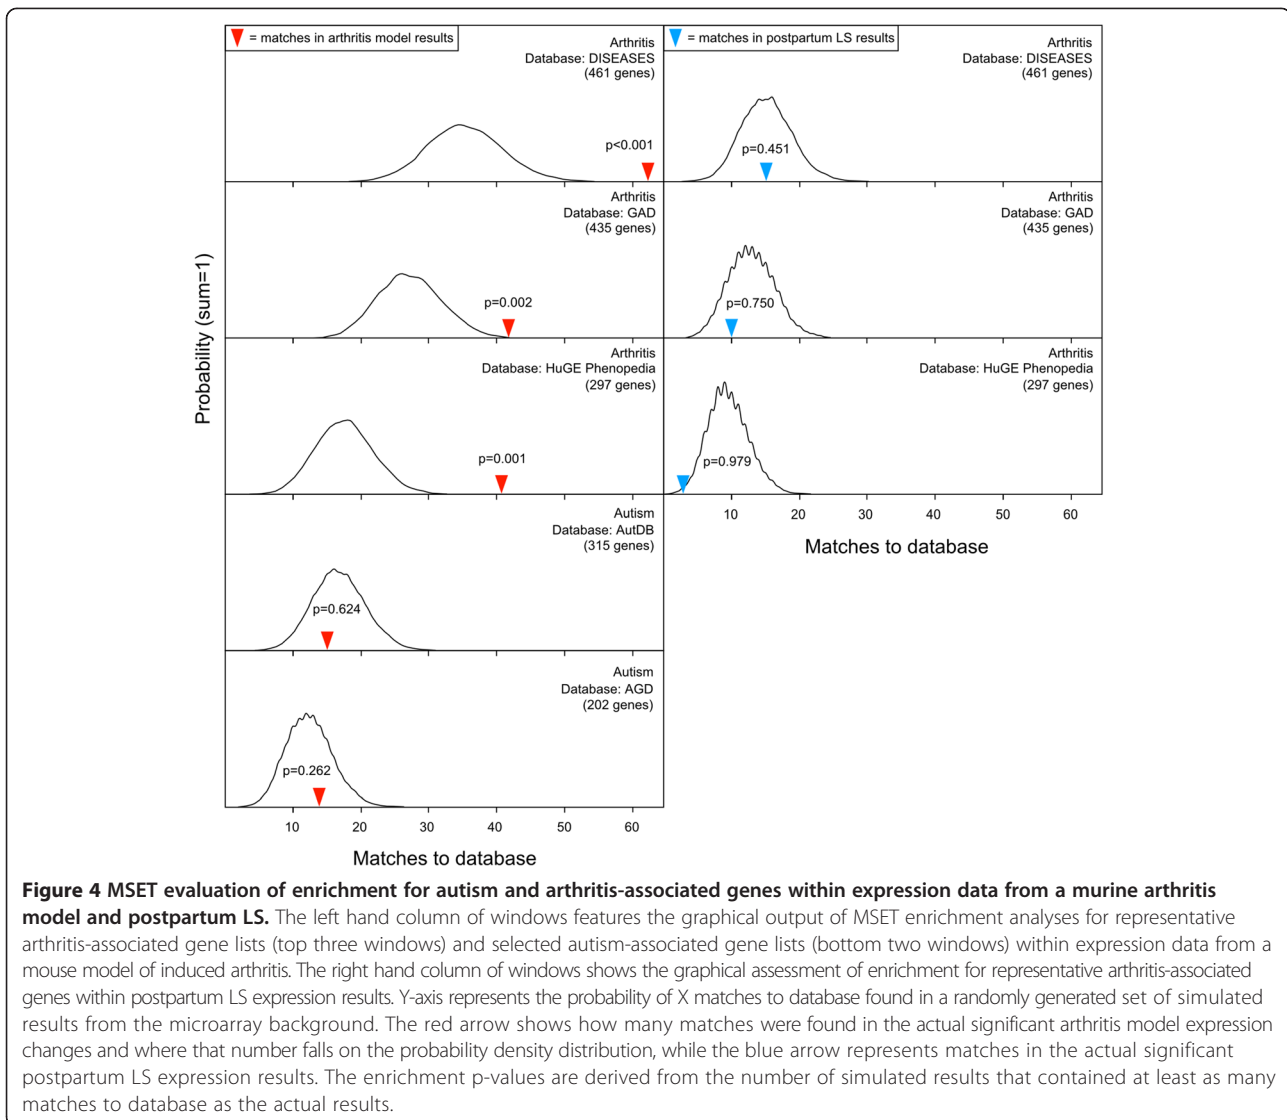 = matches in arthritis model results
Arthritis
Database: DISEASES
(461 genes)
p<0.001
Arthritis
Database: GAD
(435 genes)
p=0.002
Arthritis
Database: HuGE Phenopedia
(297 genes)
p=0.001
Autism
Database: AutDB
(315 genes)
p=0.624
Autism
Database: AGD
(202 genes)
p=0.262
10 20 30 40 50 60
Matches to database
Probability (sum=1)
= matches in postpartum LS results
Arthritis
Database: DISEASES
(461 genes)
p=0.451
Arthritis
Database: GAD
(435 genes)
p=0.750
Arthritis
Database: HuGE Phenopedia
(297 genes)
p=0.979
10 20 30 40 50 60
Matches to database
Figure 4 MSET evaluation of enrichment for autism and arthritis-associated genes within expression data from a murine arthritis
model and postpartum LS. The left hand column of windows features the graphical output of MSET enrichment analyses for representative
arthritis-associated gene lists (top three windows) and selected autism-associated gene lists (bottom two windows) within expression data from a
mouse model of induced arthritis. The right hand column of windows shows the graphical assessment of enrichment for representative arthritis-associated
genes within postpartum LS expression results. Y-axis represents the probability of X matches to database found in a randomly generated set of simulated
results from the microarray background. The red arrow shows how many matches were found in the actual significant arthritis model expression
changes and where that number falls on the probability density distribution, while the blue arrow represents matches in the actual significant
postpartum LS expression results. The enrichment p-values are derived from the number of simulated results that contained at least as many
matches to database as the actual results.